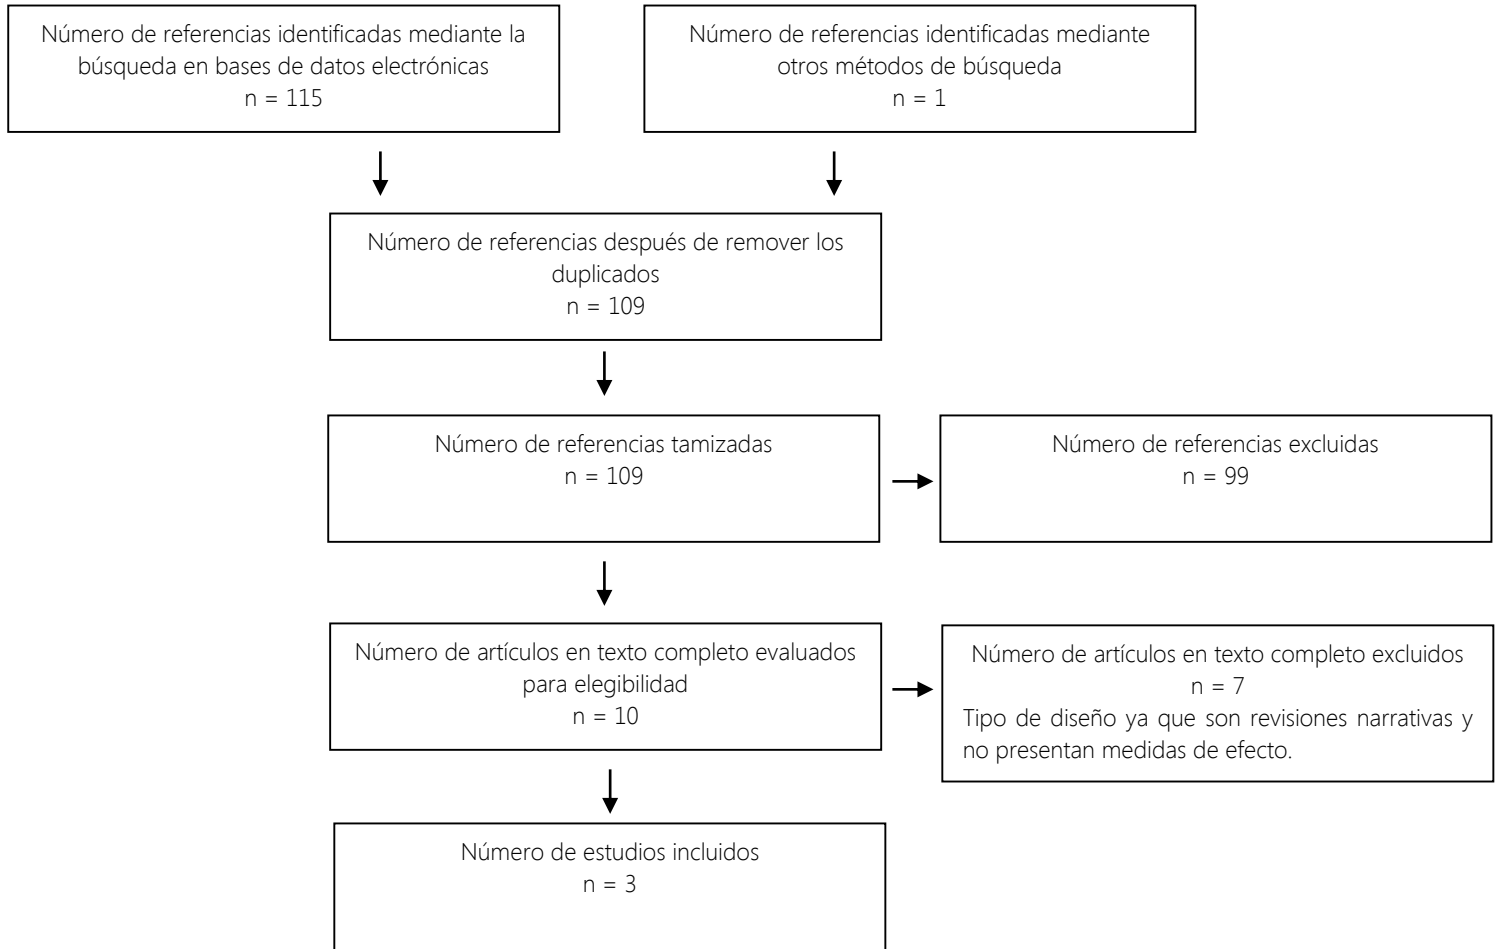 Número de referencias identificadas mediante la
búsqueda en bases de datos electrónicas
n = 115
Número de referencias identificadas mediante
otros métodos de búsqueda
n = 1
Número de referencias después de remover los
duplicados
n = 109
Número de referencias tamizadas
n = 109
Número de referencias excluidas
n = 99
Número de artículos en texto completo evaluados
para elegibilidad
n = 10
Número de artículos en texto completo excluidos
n = 7
Tipo de diseño ya que son revisiones narrativas y
no presentan medidas de efecto.
Número de estudios incluidos
n = 3